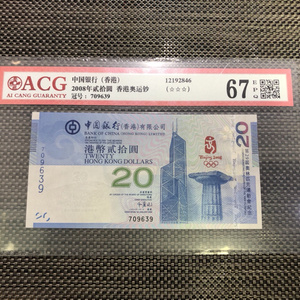 ACG
AI CANG GUARANTY
中国银行（香港）
2008年贰拾圆 香港奥运钞
冠号：709639
12192846
(☆☆☆)
67 EPQ
中國銀行(香港)有限公司
BANK OF CHINA (HONG KONG) LIMITED
港幣貳拾圓
TWENTY
HONG KONG DOLLARS
20
709639
Beijing 2008
20
709639